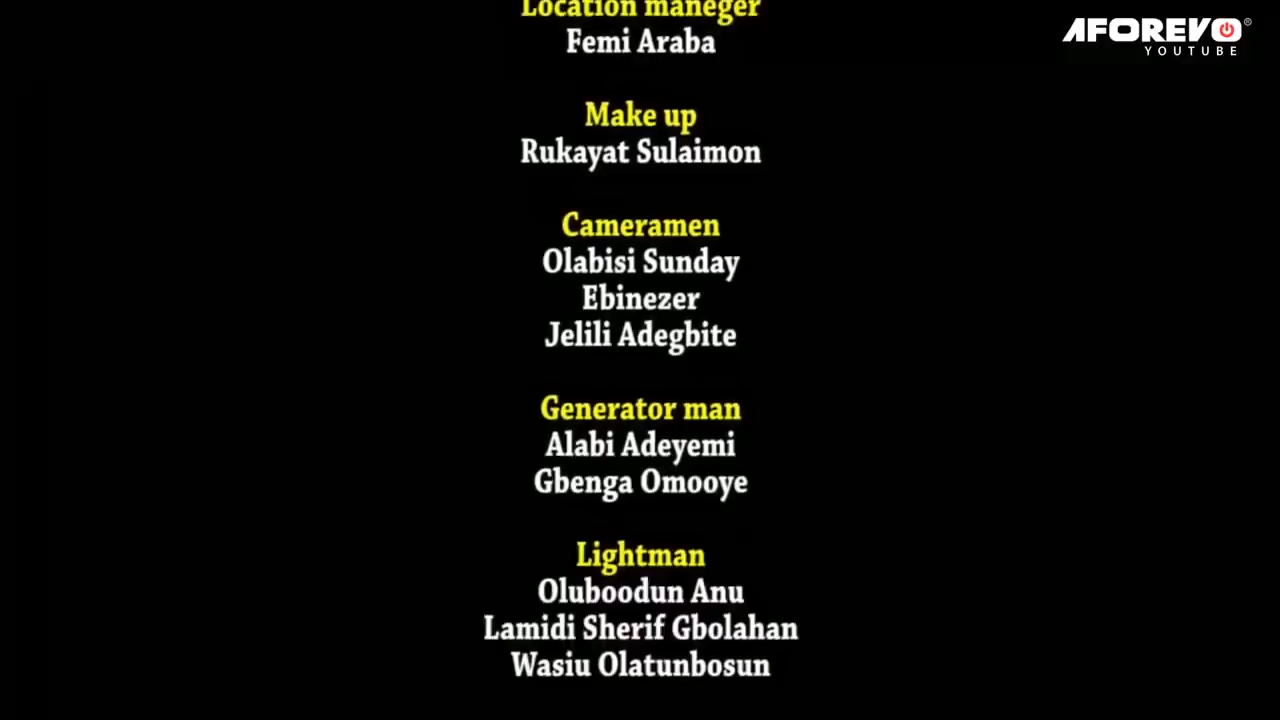 Location maneger
Femi Araba
AFOREVO®
YOUTUBE
Make up
Rukayat Sulaimon
Cameramen
Olabisi Sunday
Ebinezer
Jelili Adegbite
Generator man
Alabi Adeyemi
Gbenga Omooye
Lightman
Oluboodun Anu
Lamidi Sherif Gbolahan
Wasiu Olatunbosun